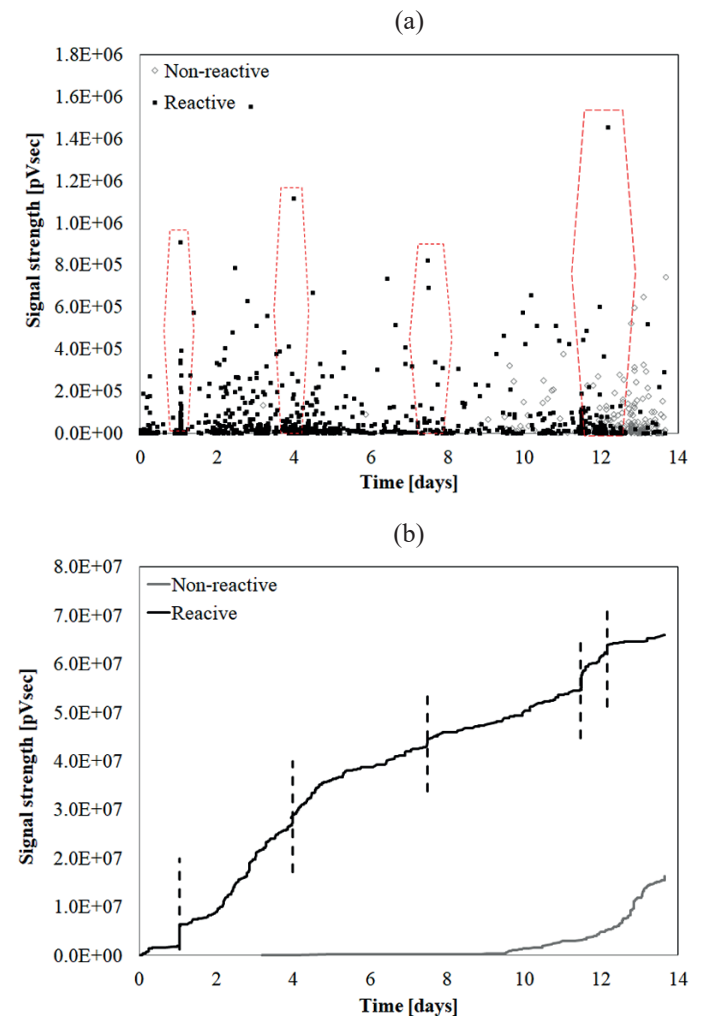 (a)
Signal strength [pVsec]
1.8E+06
1.6E+06
1.4E+06
1.2E+06
1.0E+06
8.0E+05
6.0E+05
4.0E+05
2.0E+05
0.0E+00
Non-reactive
Reactive
0 2 4 6 8 10 12 14
Time [days]
(b)
Signal strength [pVsec]
8.0E+07
7.0E+07
6.0E+07
5.0E+07
4.0E+07
3.0E+07
2.0E+07
1.0E+07
0.0E+00
Non-reactive
Reacive
0 2 4 6 8 10 12 14
Time [days]